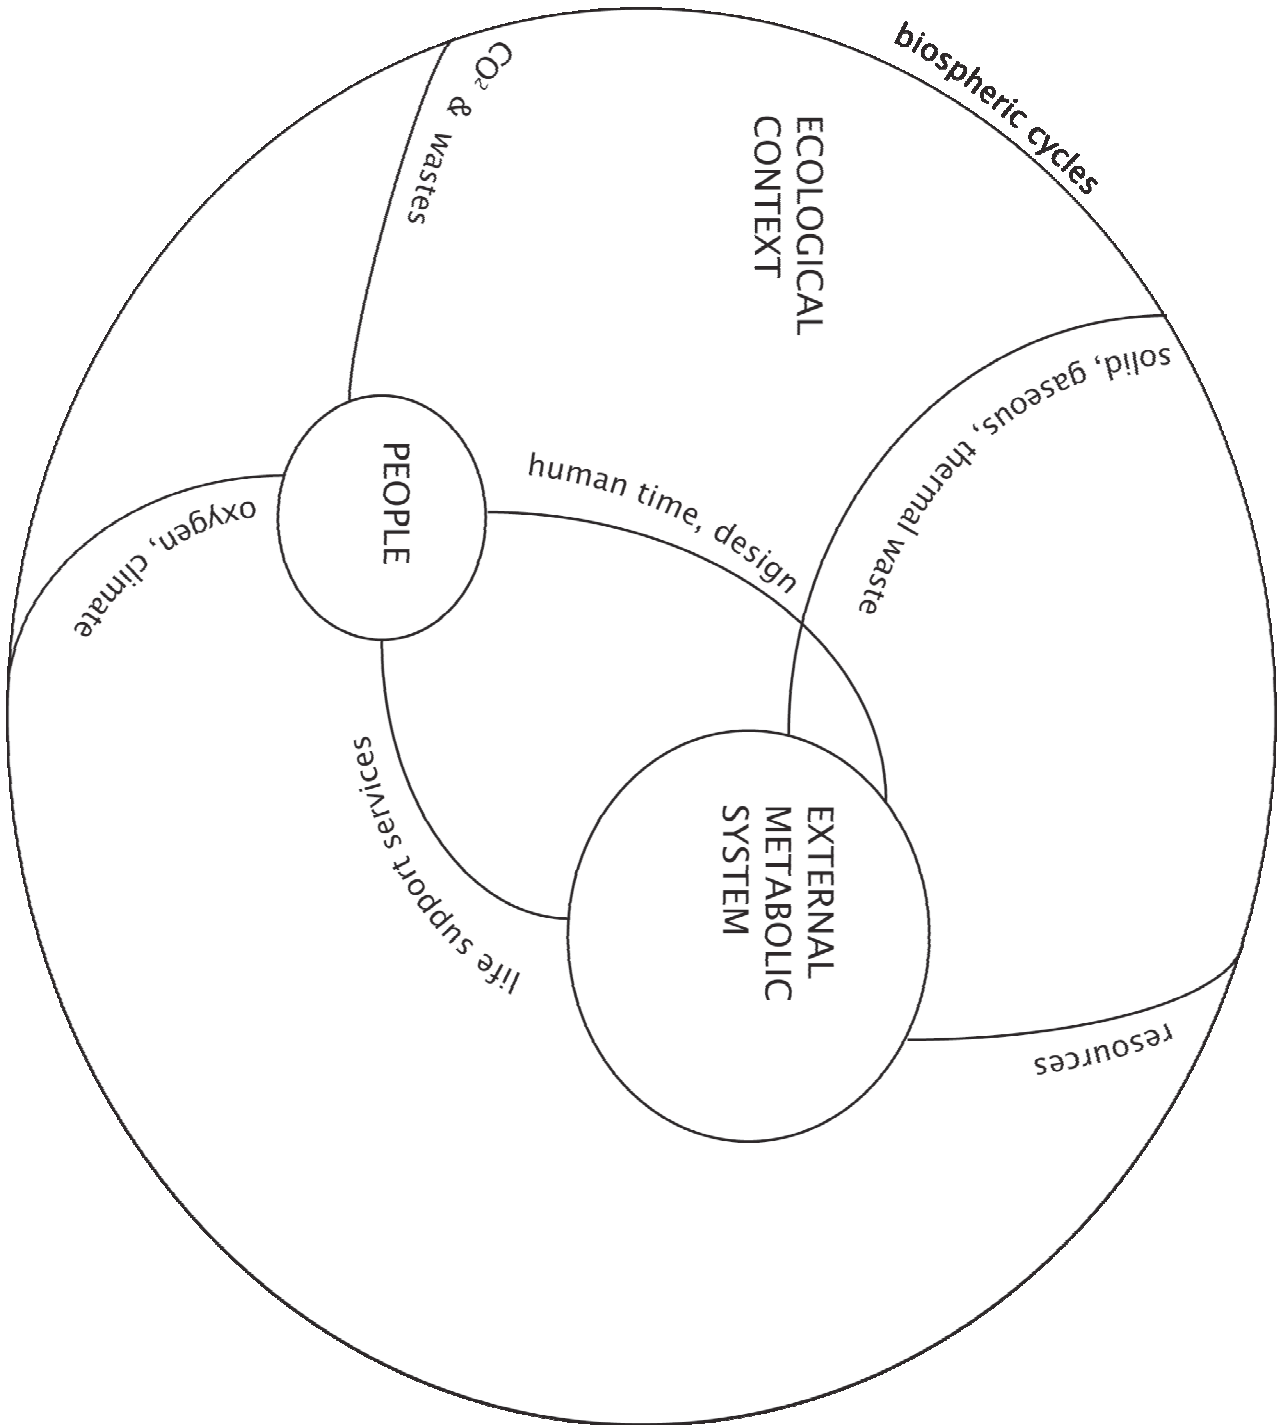 biospheric cycles
ECOLOGICAL
CONTEXT
CO² & wastes
solid, gaseous, thermal waste
PEOPLE
human time, design
oxygen, climate
EXTERNAL
METABOLIC
SYSTEM
life support services
resources